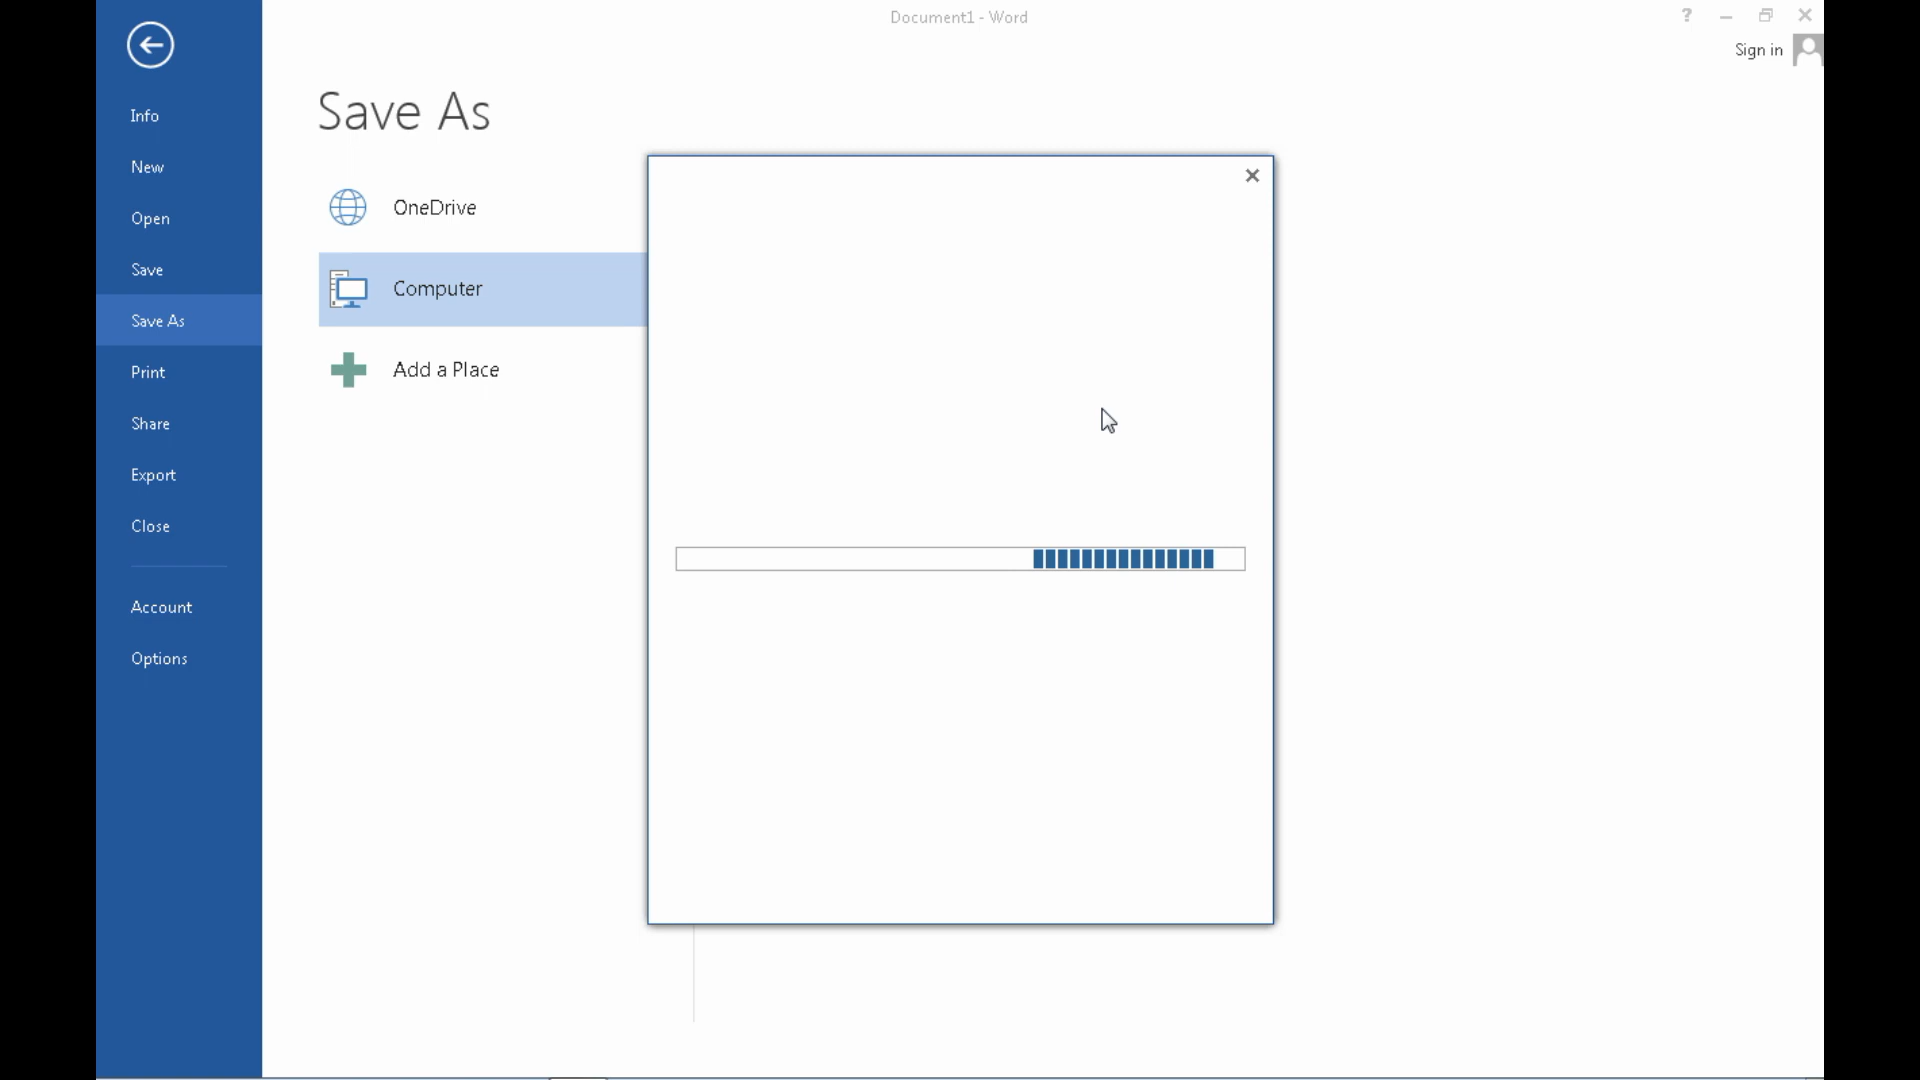 Document1 - Word
?
Sign in
Save As
Info
New
Open
Save
Save As
Print
Share
Export
Close
Account
Options
OneDrive
Computer
Add a Place